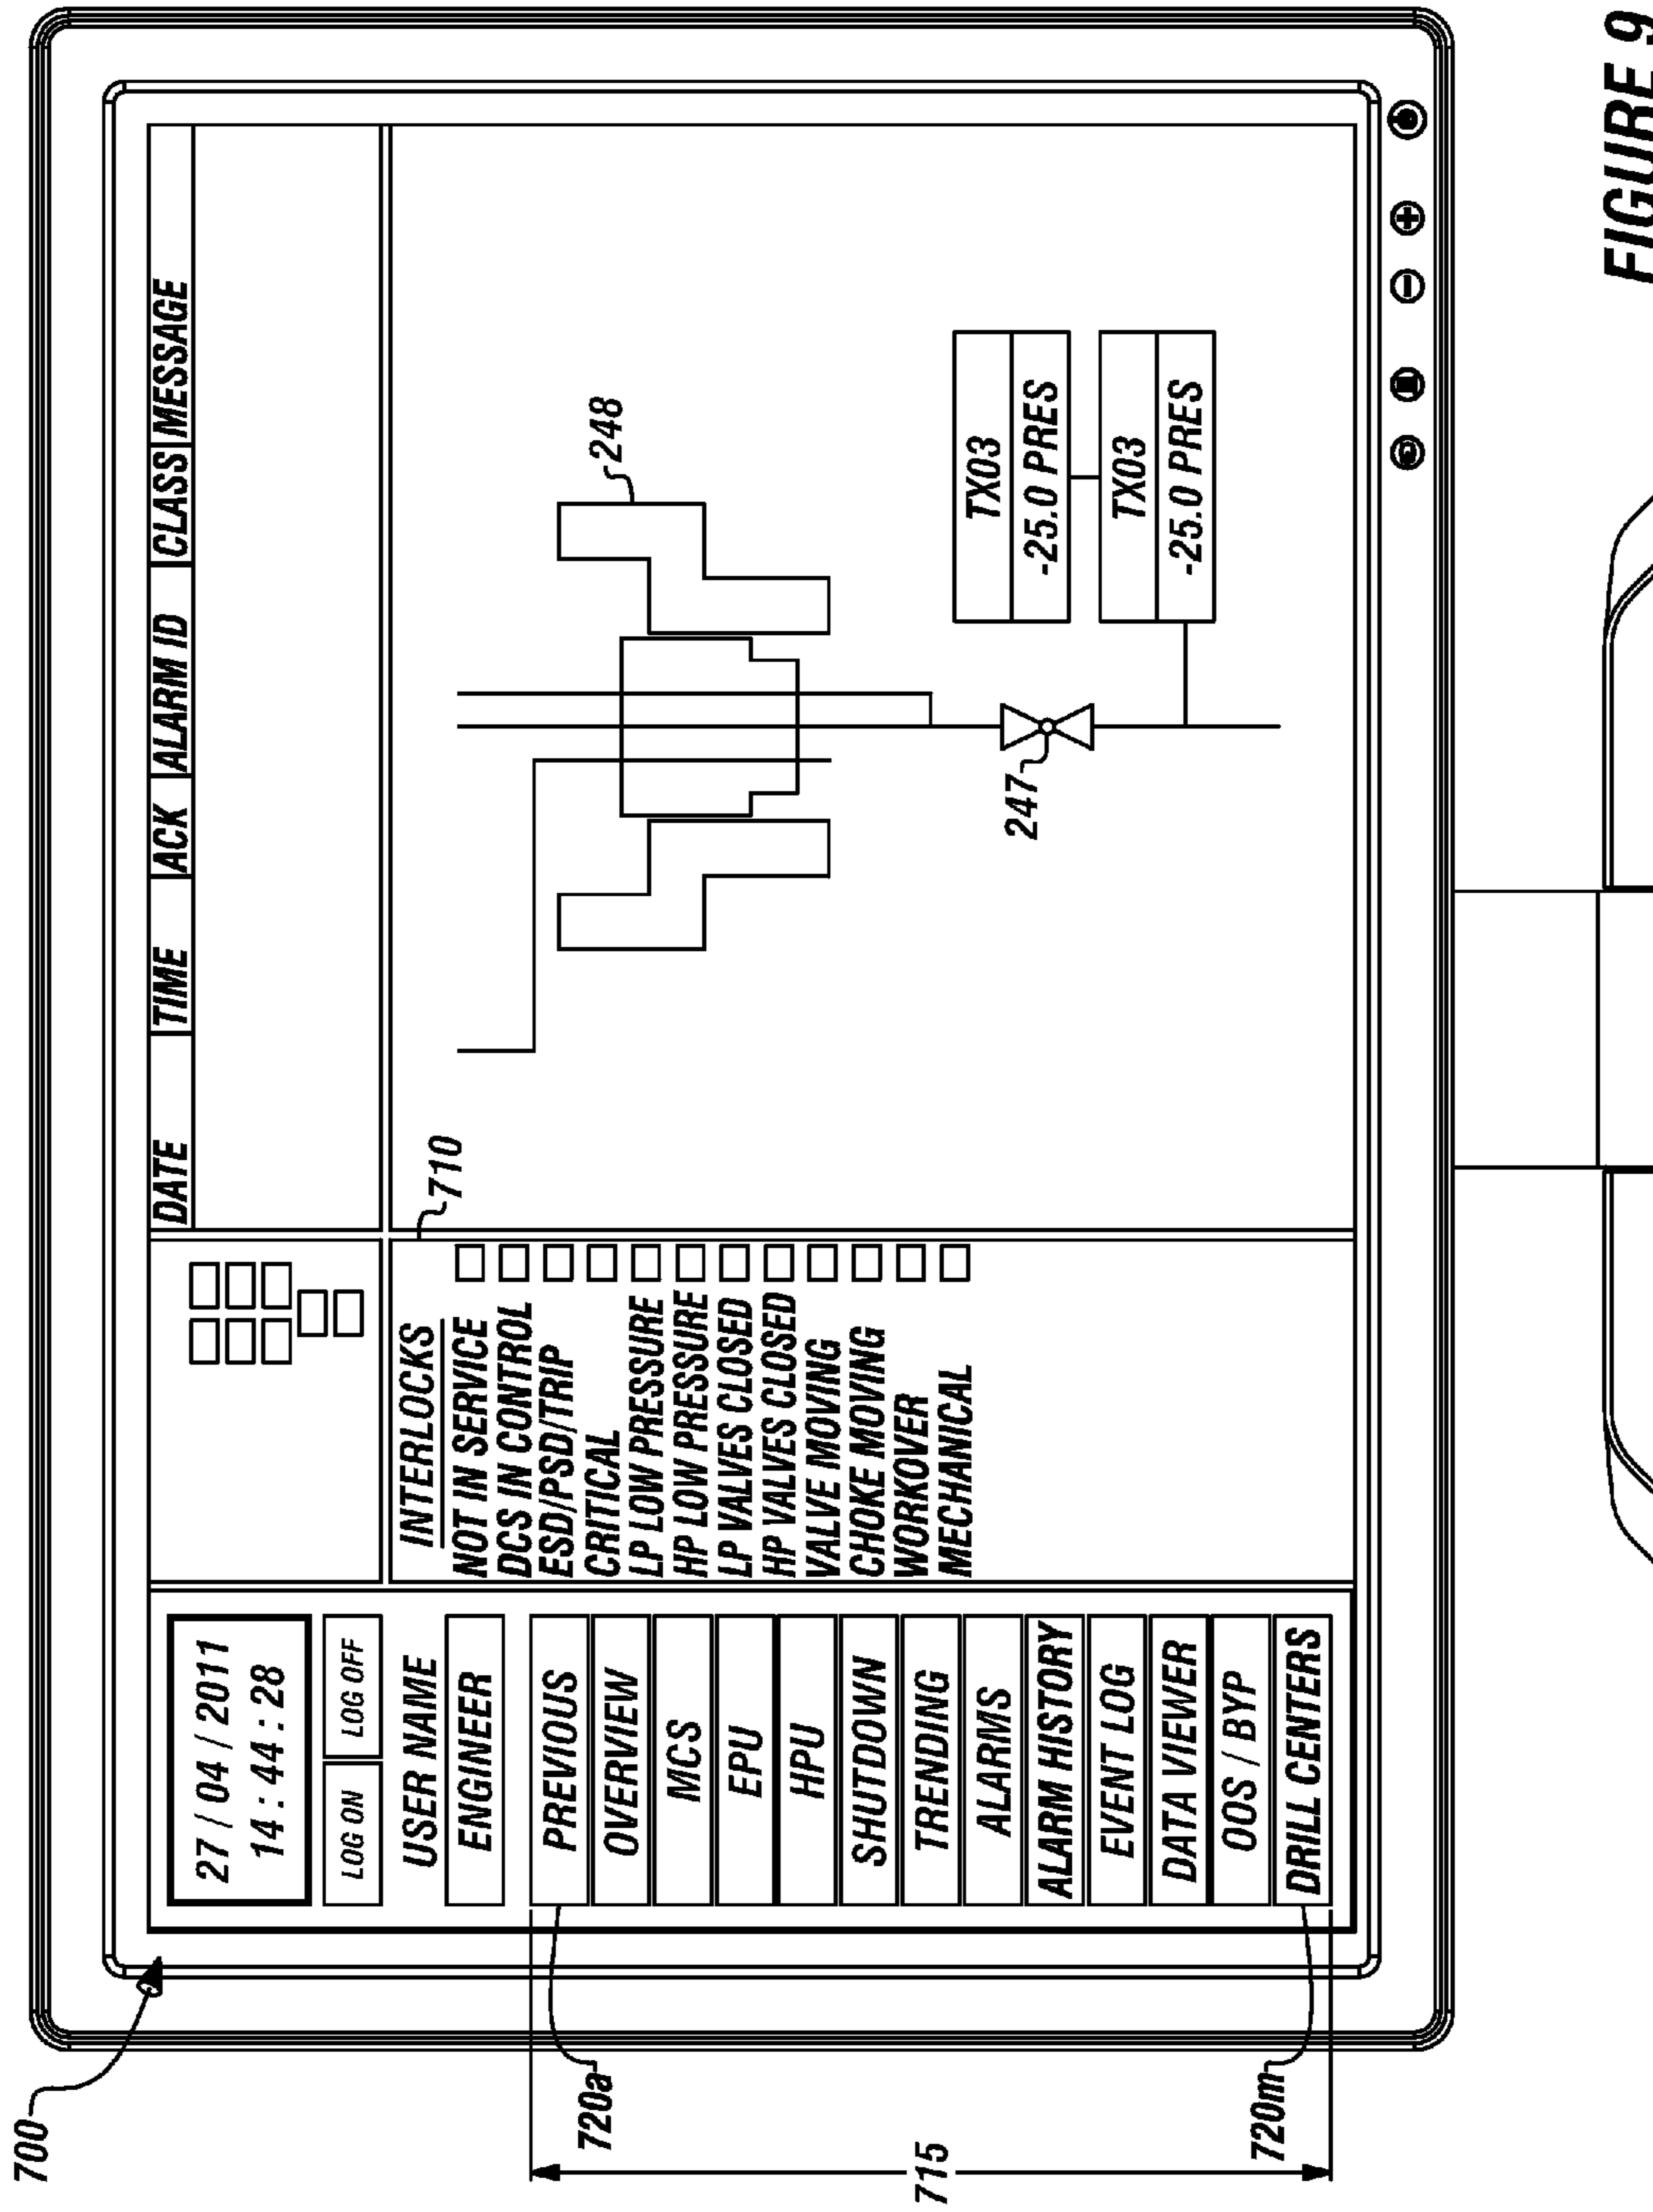 700
27 / 04 / 2011
14 : 44 : 28
LOG ON
LOG OFF
USER NAME
ENGINEER
PREVIOUS
OVERVIEW
MCS
EPU
HPU
SHUTDOWN
TRENDING
ALARMS
ALARM HISTORY
EVENT LOG
DATA VIEWER
OOS / BYP
DRILL CENTERS
720a
715
720m
DATE TIME ACK ALARM ID CLASS MESSAGE
710
INTERLOCKS
NOT IN SERVICE
DCS IN CONTROL
ESD/PSD/TRIP
CRITICAL
LP LOW PRESSURE
HP LOW PRESSURE
LP VALVES CLOSED
HP VALVES CLOSED
VALVE MOVING
CHOKE MOVING
WORKOVER
MECHANICAL
248
247
TX03
-25.0 PRES
TX03
-25.0 PRES
FIGURE 9